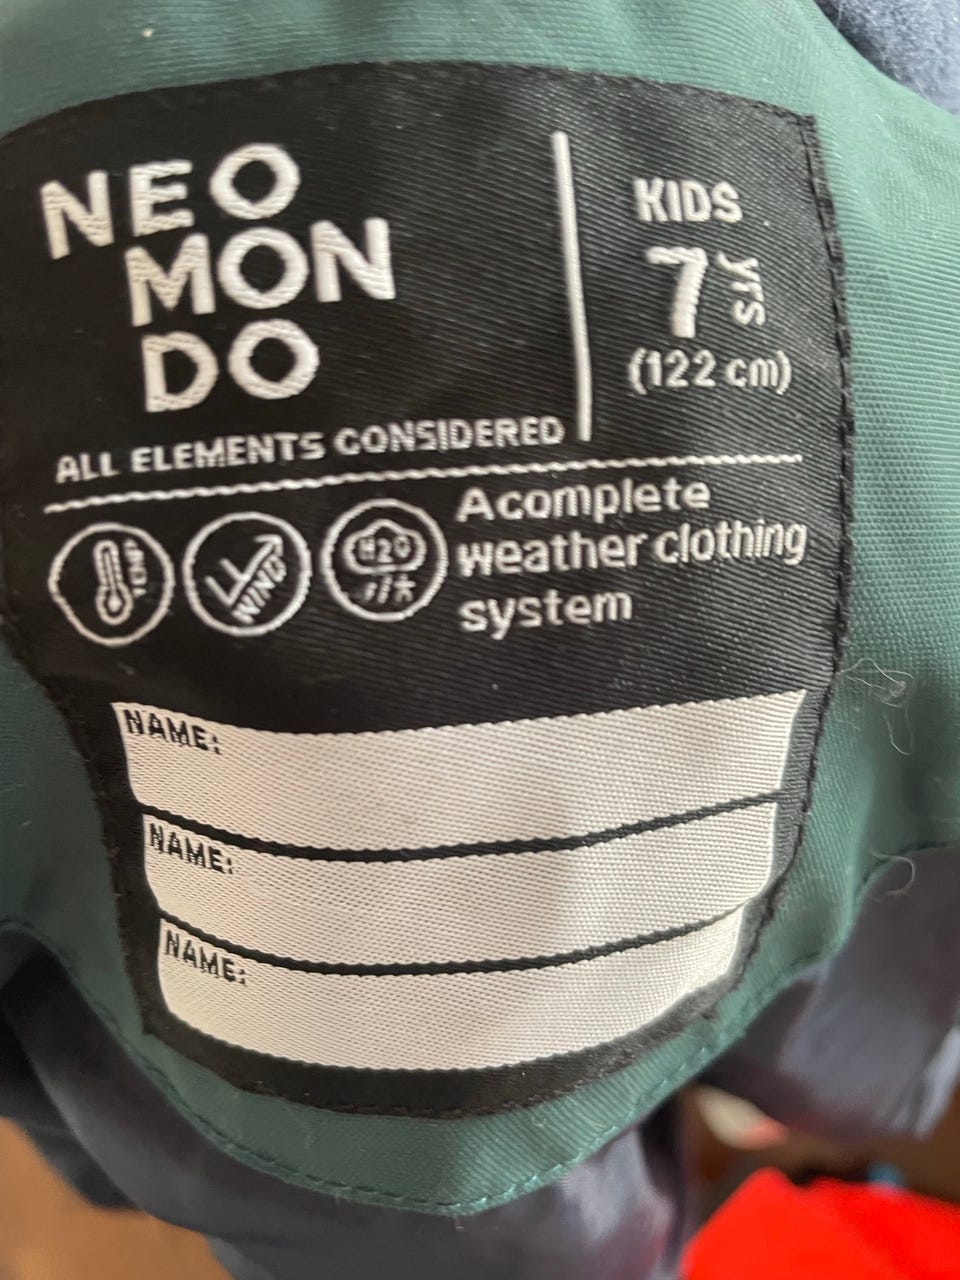 NEO
MON
DO
KIDS
7 yrs
(122 cm)
ALL ELEMENTS CONSIDERED
TEMP
WIND
H2O
A complete
weather clothing
system
NAME:
NAME:
NAME: